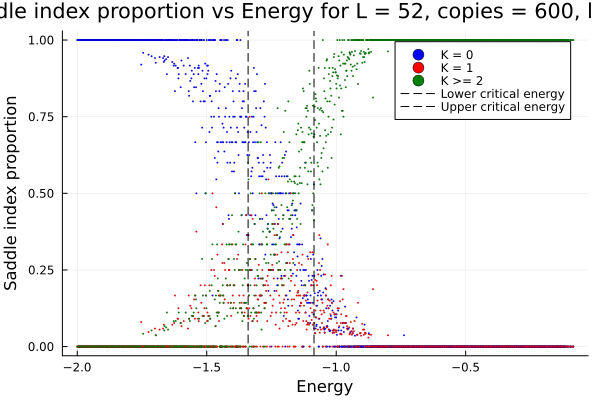 dle index proportion vs Energy for L = 52, copies = 600,
1.00
0.75
0.50
0.25
0.00
Saddle index proportion
K = 0
K = 1
K >= 2
Lower critical energy
Upper critical energy
−2.0
−1.5
−1.0
−0.5
Energy